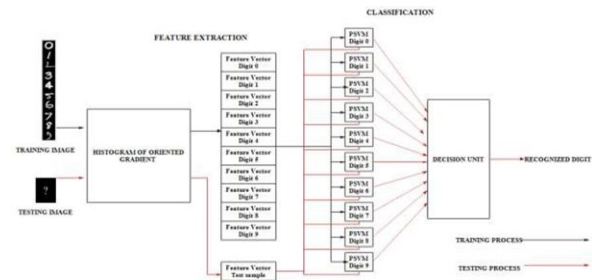 CLASSIFICATION
FEATURE EXTRACTION
0
1
3
4
5
6
7
8
9
TRAINING IMAGE
?
TESTING IMAGE
HISTOGRAM OF ORIENTED
GRADIENT
Feature Vector
Digit 0
Feature Vector
Digit 1
Feature Vector
Digit 2
Feature Vector
Digit 3
Feature Vector
Digit 4
Feature Vector
Digit 5
Feature Vector
Digit 6
Feature Vector
Digit 7
Feature Vector
Digit 8
Feature Vector
Digit 9
Feature Vector
Test sample
PSVM
Digit 0
PSVM
Digit 1
PSVM
Digit 2
PSVM
Digit 3
PSVM
Digit 4
PSVM
Digit 5
PSVM
Digit 6
PSVM
Digit 7
PSVM
Digit 8
PSVM
Digit 9
DECISION UNIT
RECOGNIZED DIGIT
TRAINING PROCESS
TESTING PROCESS